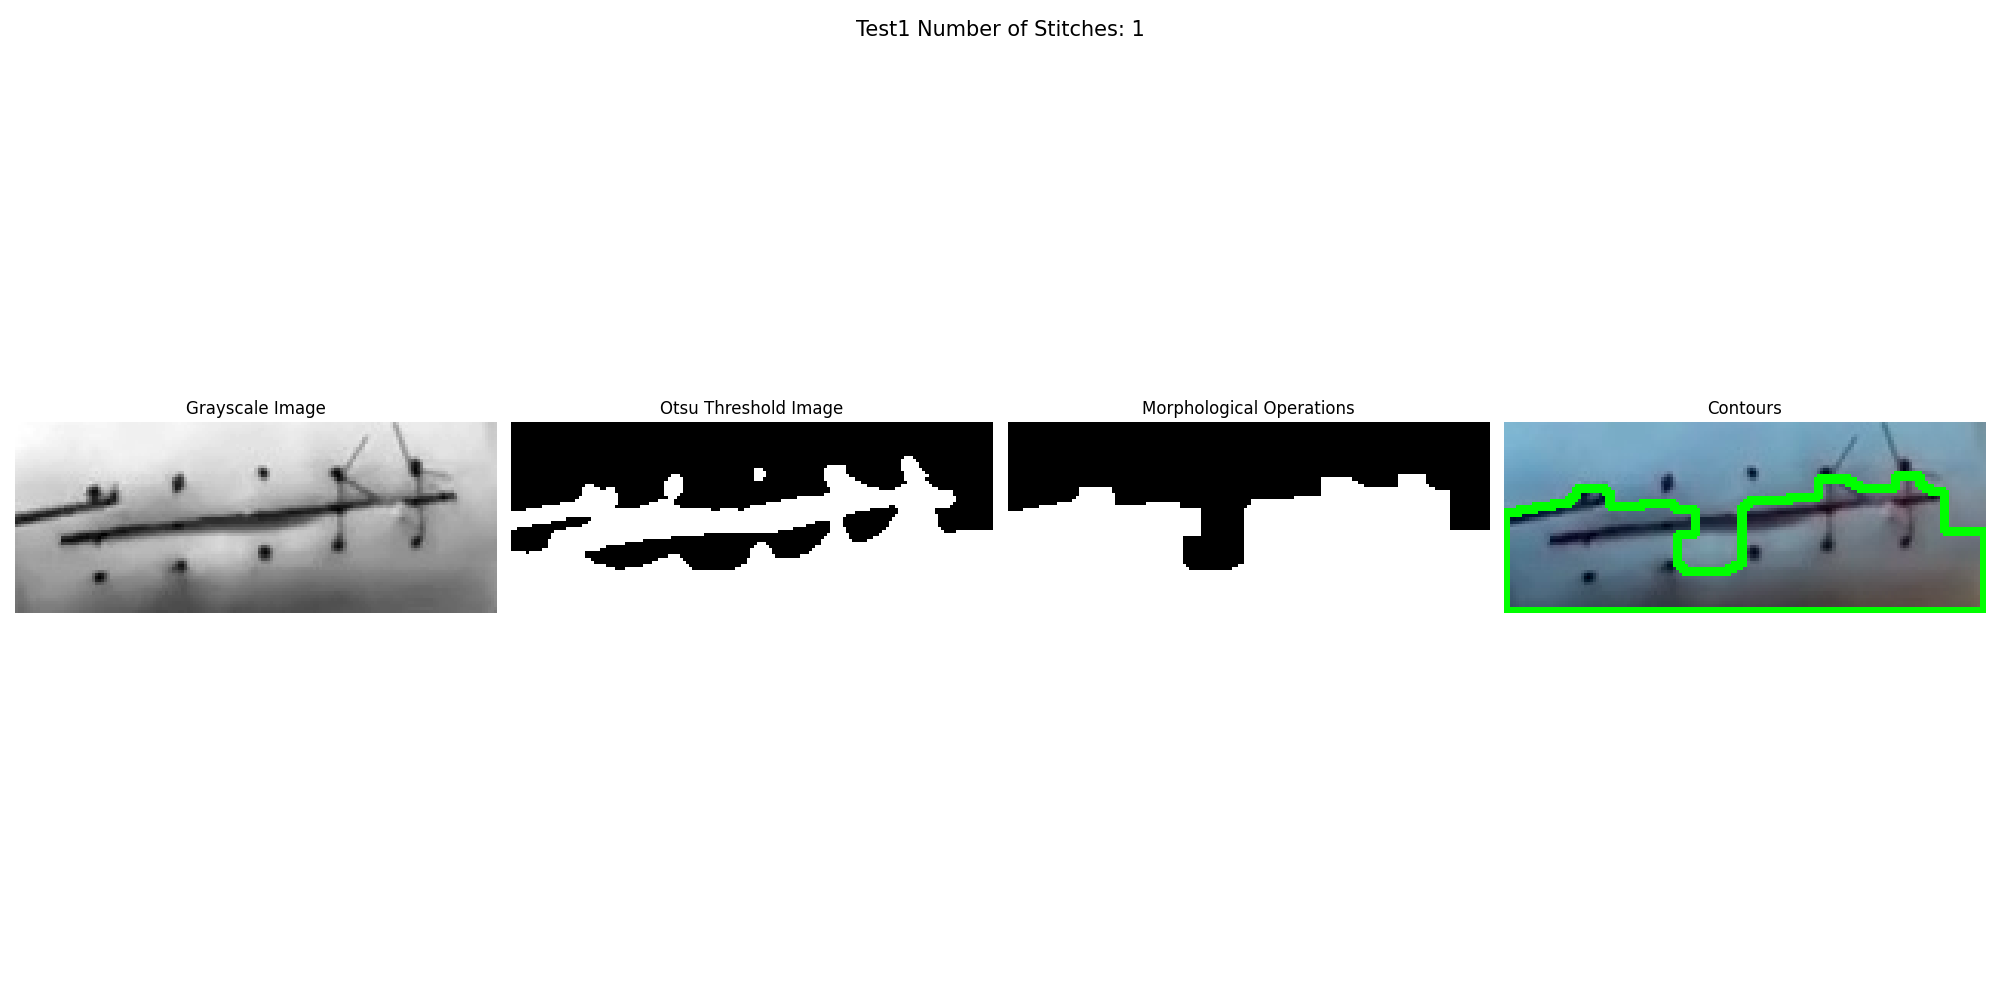 Test1 Number of Stitches: 1
Grayscale Image
Otsu Threshold Image
Morphological Operations
Contours